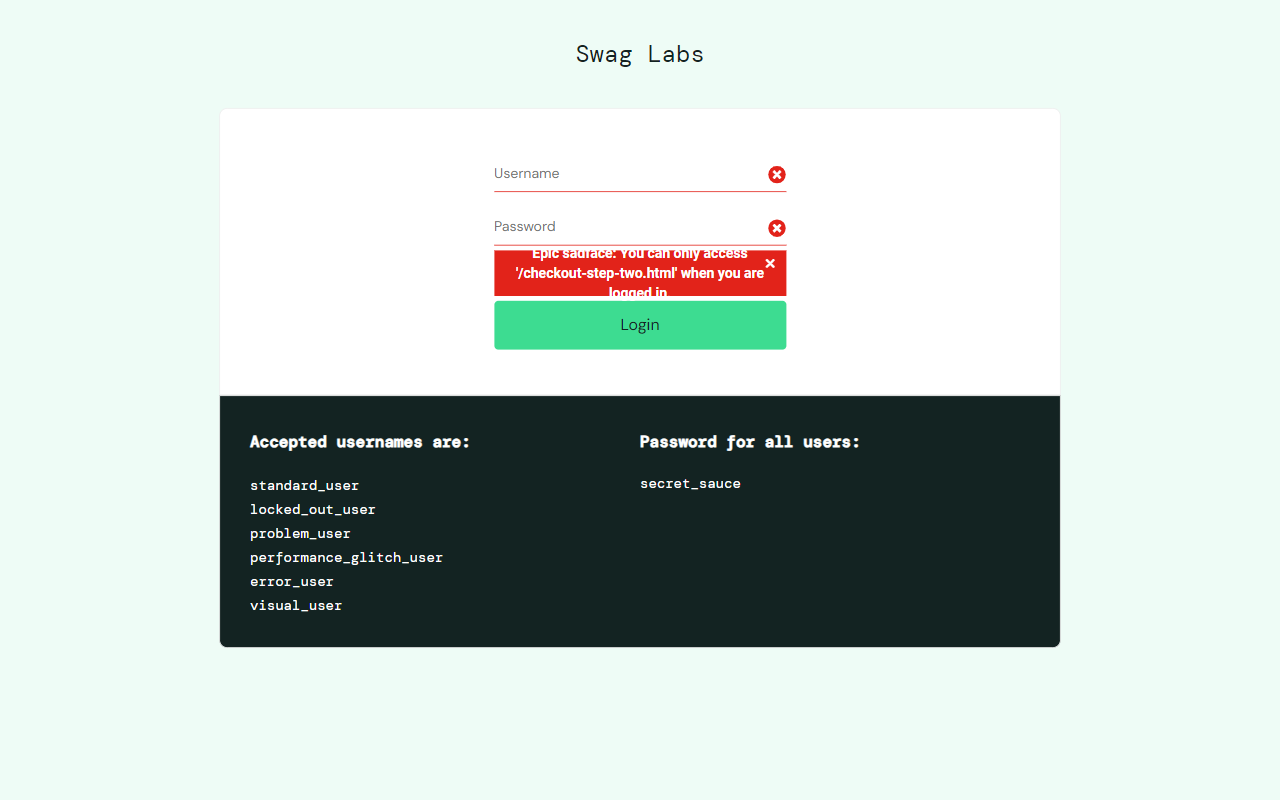 Swag Labs
Username
Password
Epic sadface: You can only access
'/checkout-step-two.html' when you are
logged in.
Login
Accepted usernames are:
standard_user
locked_out_user
problem_user
performance_glitch_user
error_user
visual_user
Password for all users:
secret_sauce